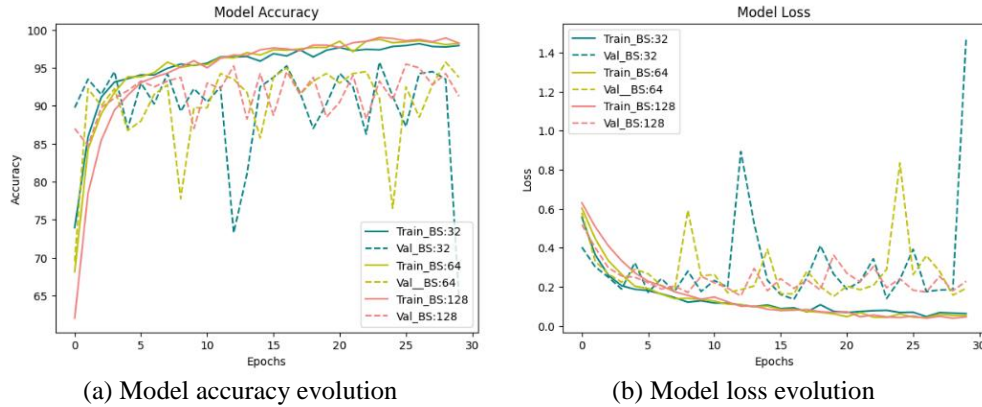 Model Accuracy
100
95
90
85
80
75
70
65
Accuracy
0 5 10 15 20 25 30
Epochs
Train_BS:32
Val_BS:32
Train_BS:64
Val__BS:64
Train_BS:128
Val_BS:128
(a) Model accuracy evolution
Model Loss
1.4
1.2
1.0
0.8
0.6
0.4
0.2
0.0
Loss
0 5 10 15 20 25 30
Epochs
Train_BS:32
Val_BS:32
Train_BS:64
Val__BS:64
Train_BS:128
Val_BS:128
(b) Model loss evolution